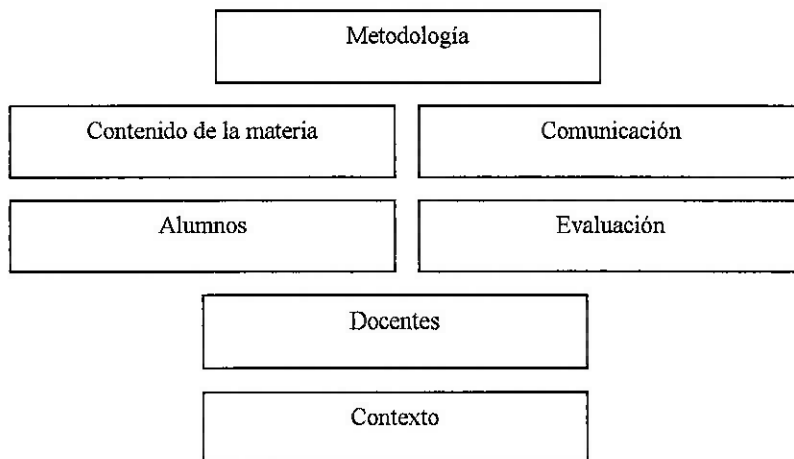 Metodología
Contenido de la materia
Comunicación
Alumnos
Evaluación
Docentes
Contexto